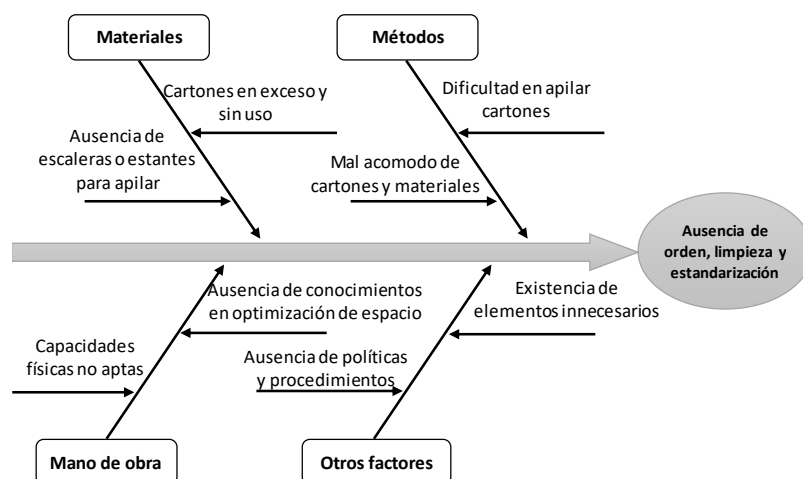 Materiales
Métodos
Cartones en exceso y
sin uso
Dificultad en apilar
cartones
Ausencia de
escaleras o estantes
para apilar
Mal acomodo de
cartones y materiales
Ausencia de
orden, limpieza y
estandarización
Ausencia de conocimientos
en optimización de espacio
Existencia de
elementos innecesarios
Capacidades
físicas no aptas
Ausencia de políticas
y procedimientos
Mano de obra
Otros factores